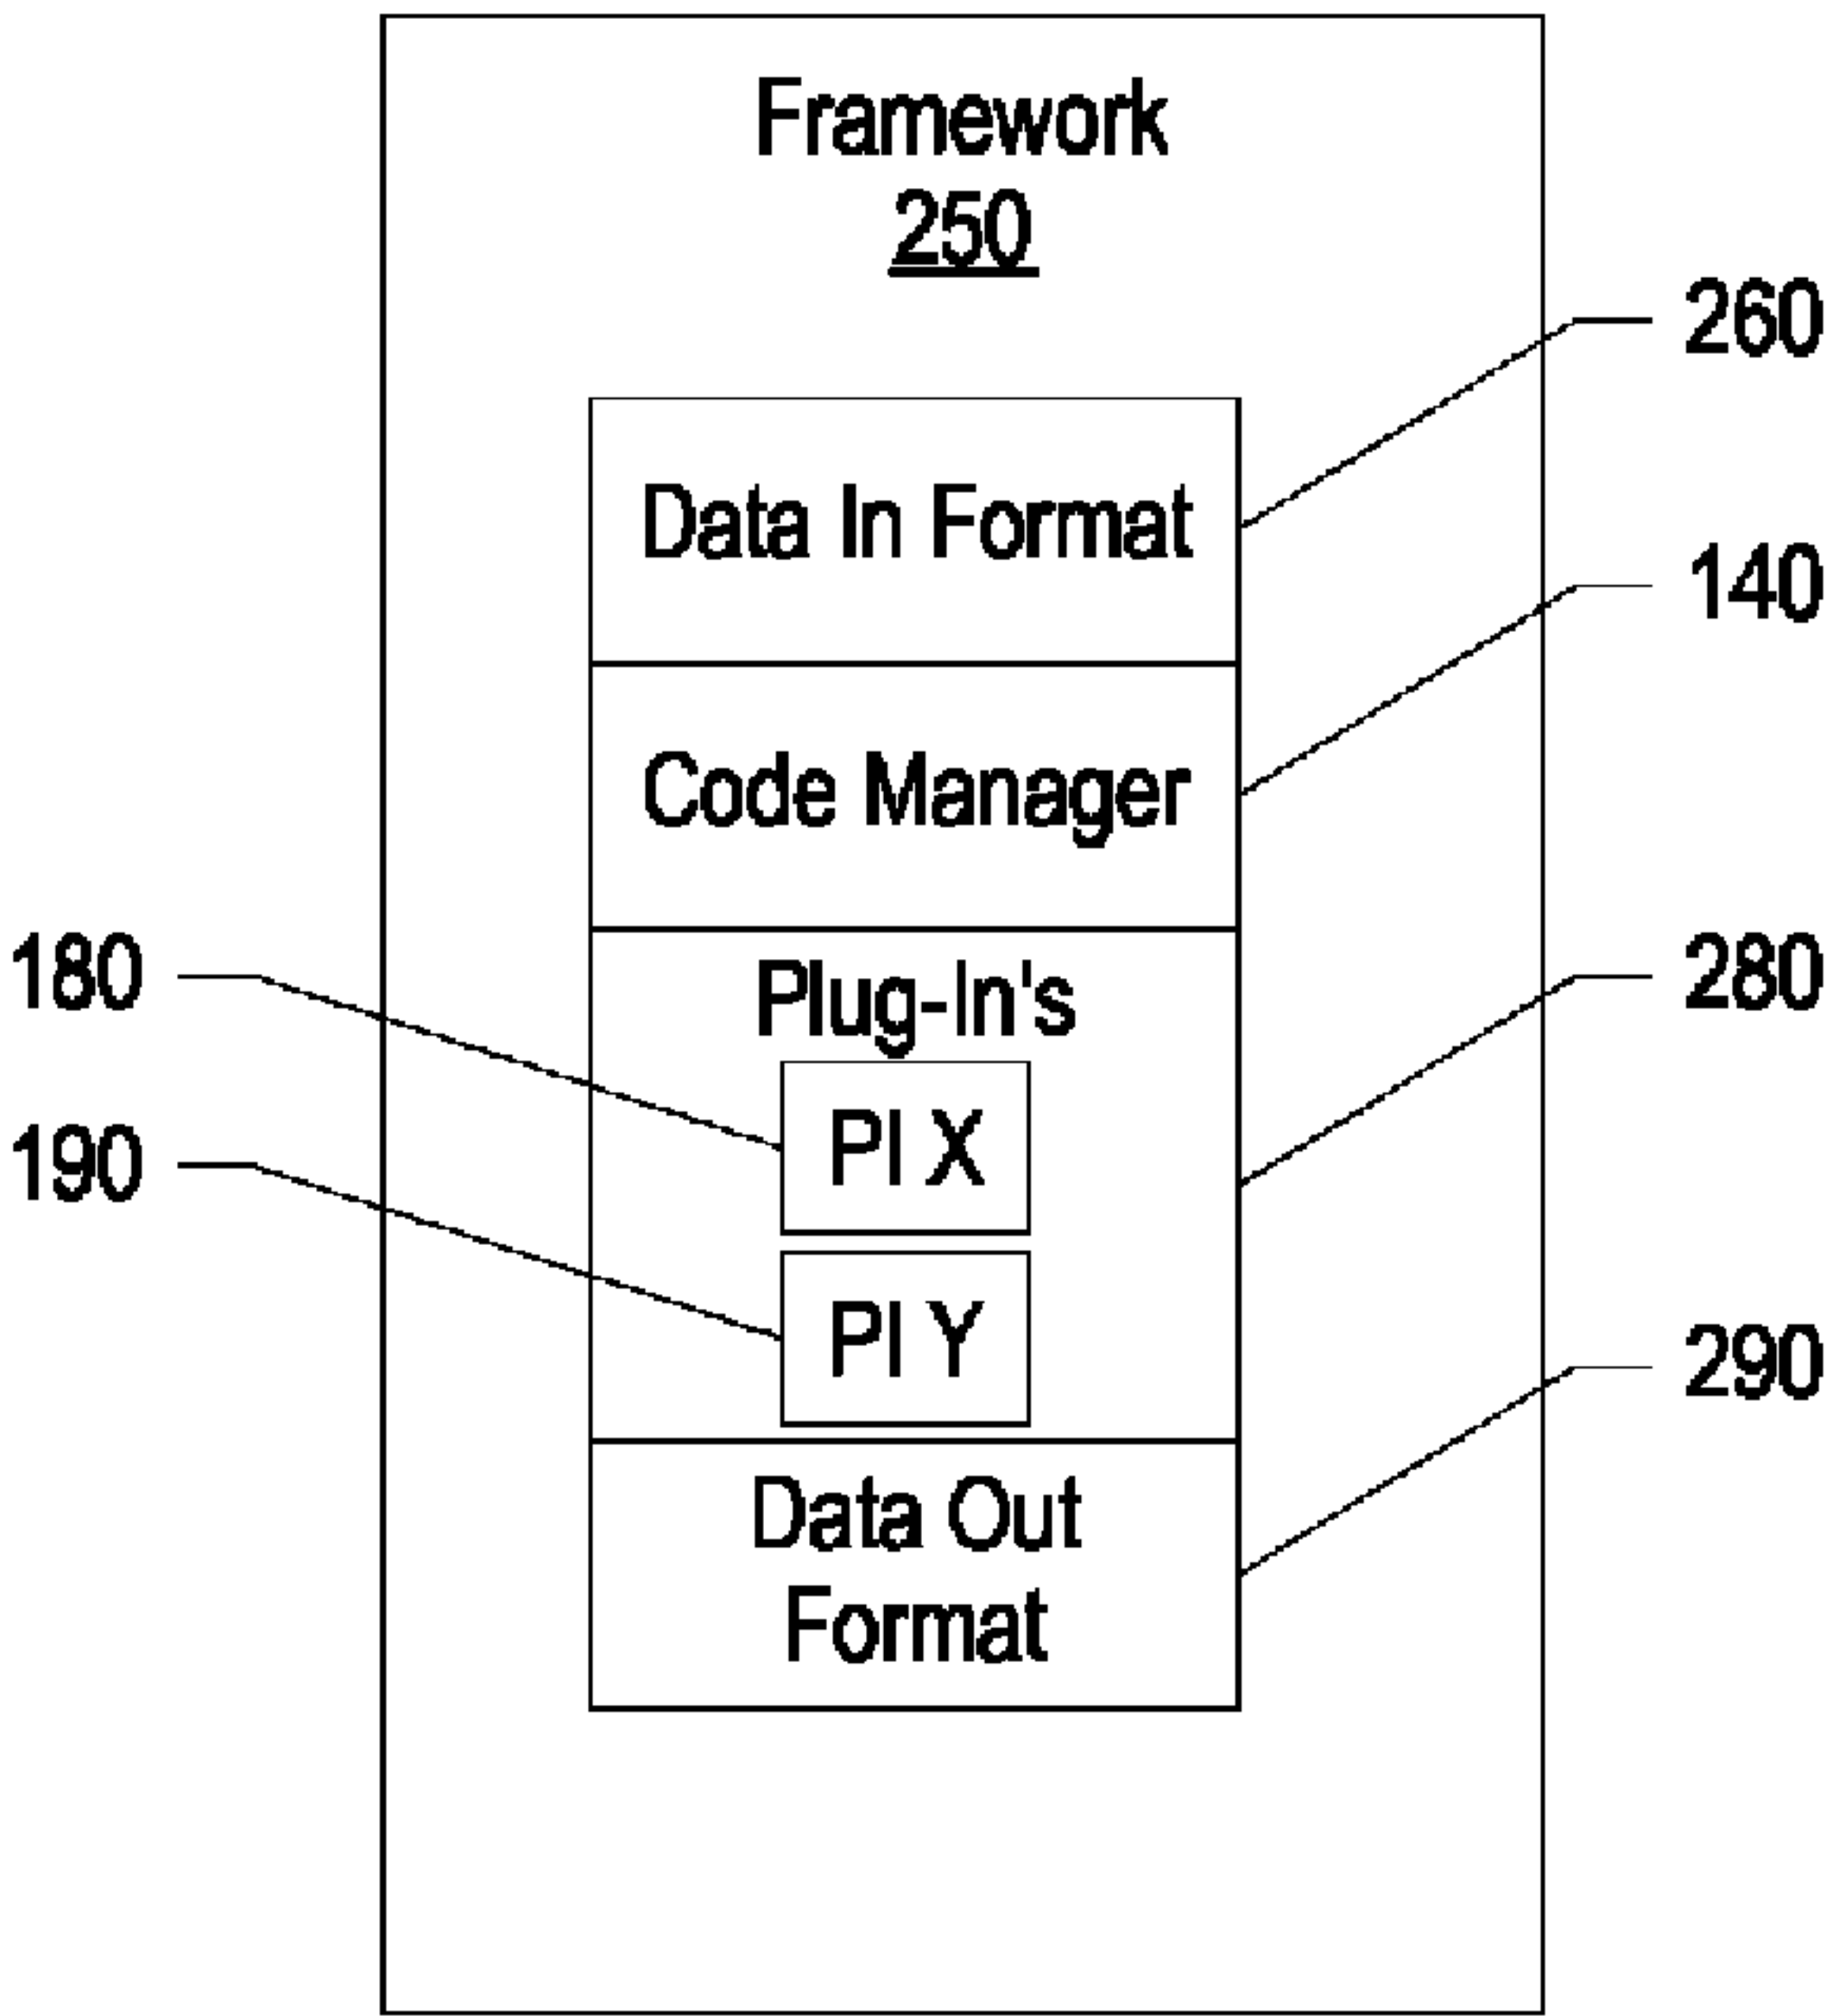 Framework
250
260
Data In Format
140
Code Manager
180
280
Plug-In's
PI X
190
PI Y
290
Data Out
Format